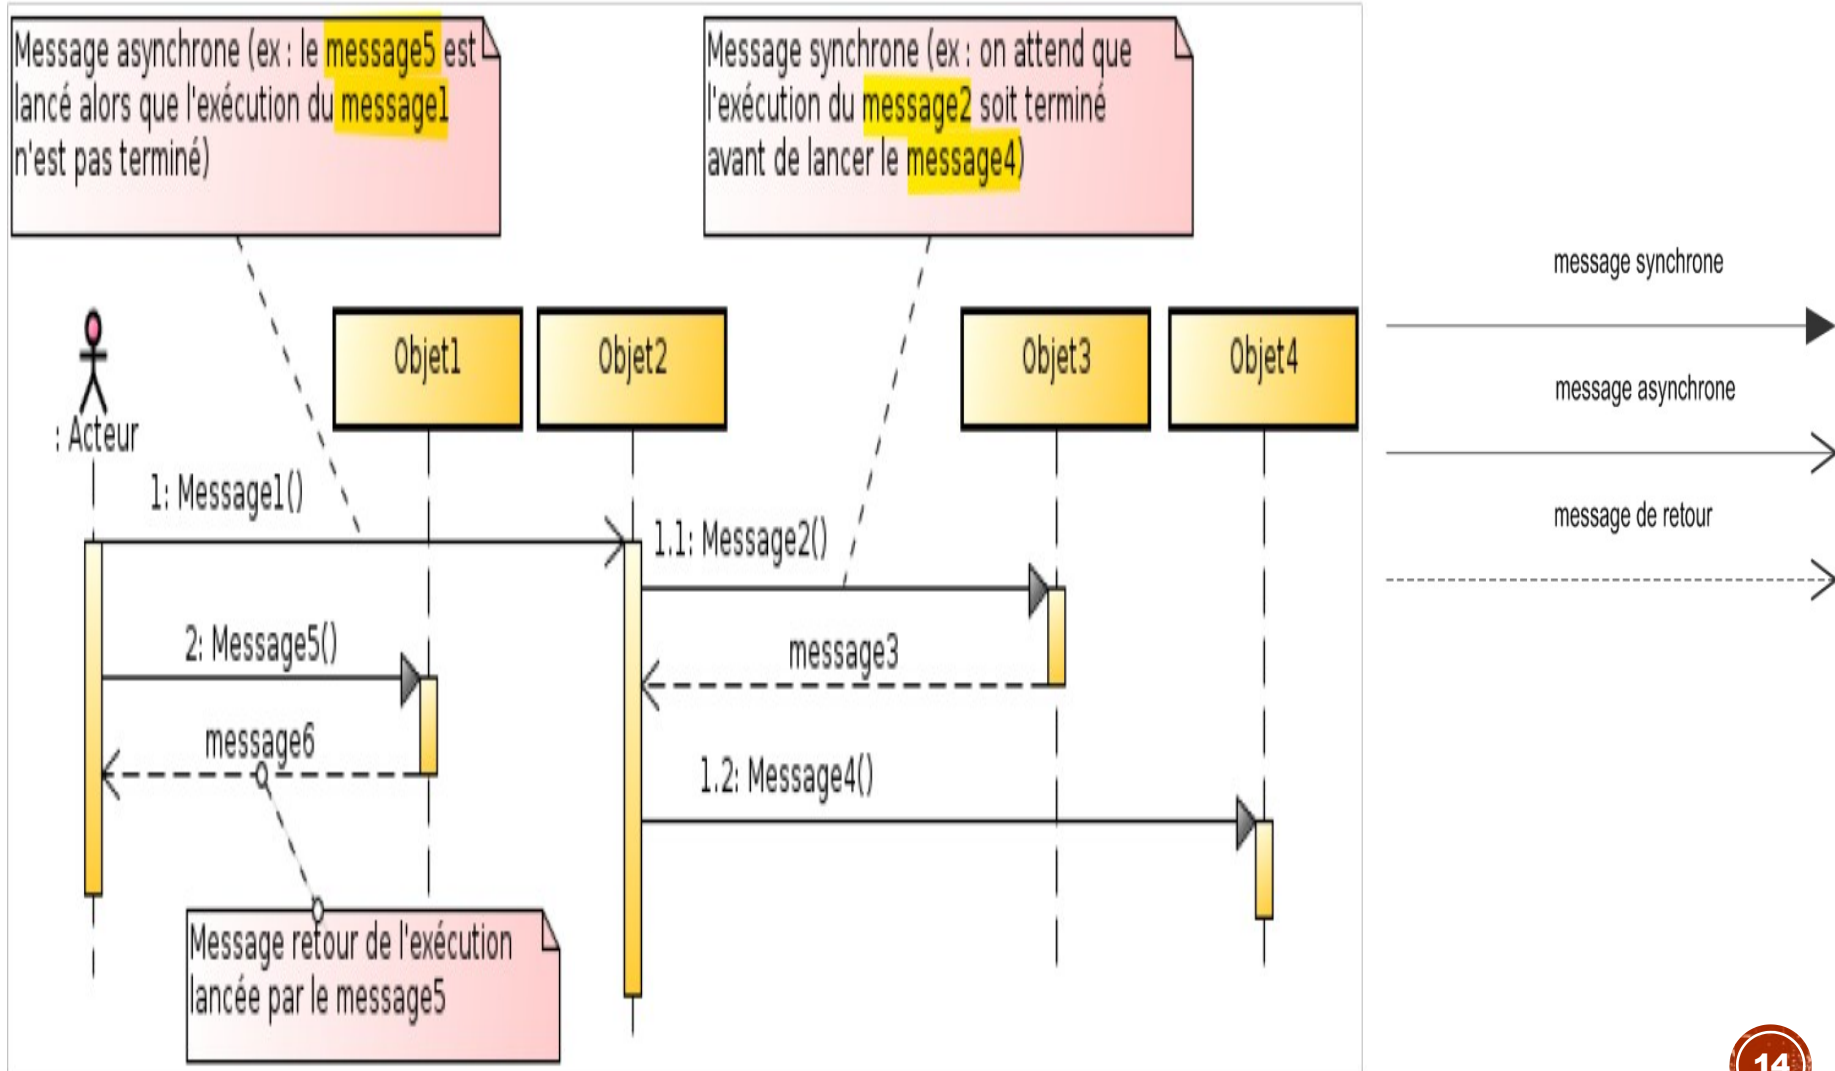 Message asynchrone (ex : le message5 est
lancé alors que l'exécution du message1
n'est pas terminé)
Message synchrone (ex : on attend que
l'exécution du message2 soit terminé
avant de lancer le message4)
message synchrone
message asynchrone
message de retour
: Acteur
Objet1
Objet2
Objet3
Objet4
1: Message1()
1.1: Message2()
2: Message5()
message3
message6
1.2: Message4()
Message retour de l'exécution
lancée par le message5
14